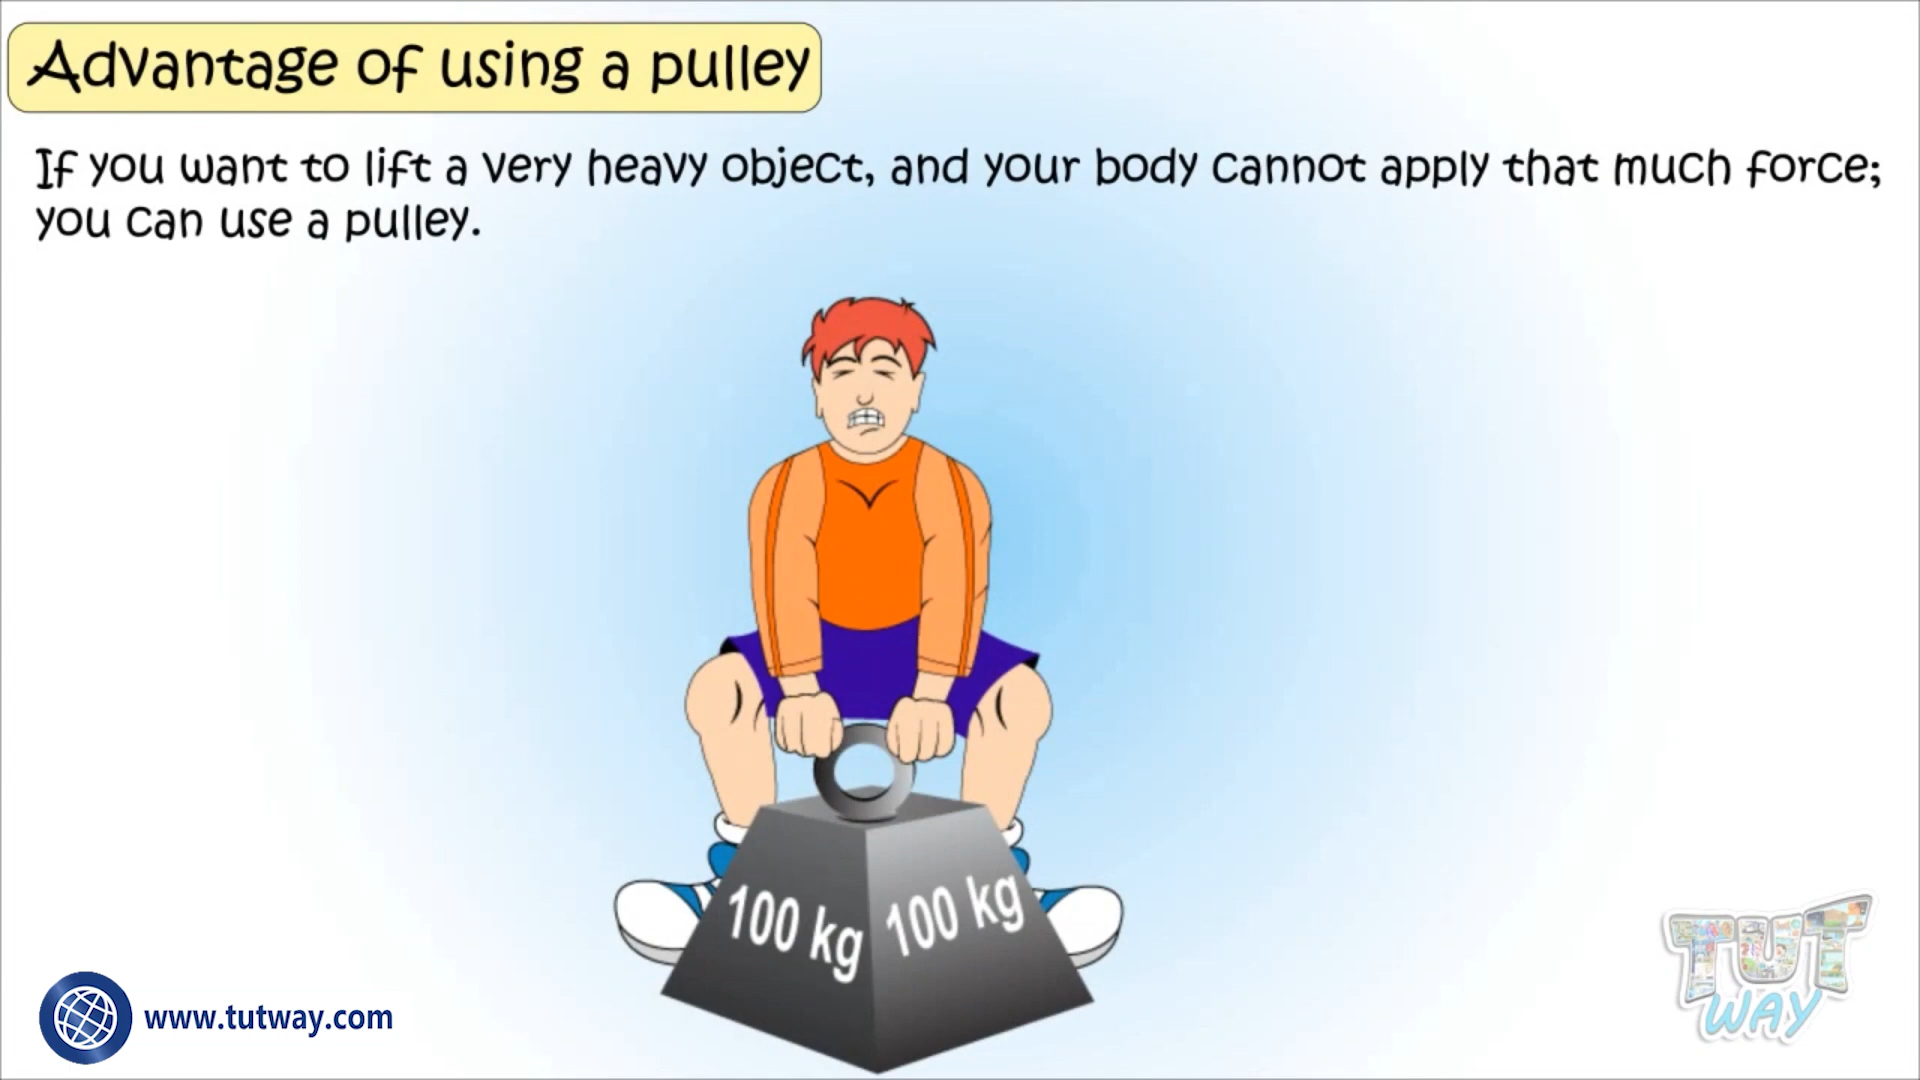 Advantage of using a pulley
If you want to lift a very heavy object, and your body cannot apply that much force;
you can use a pulley.
100 kg 100 kg
www.tutway.com
TUT
WAY